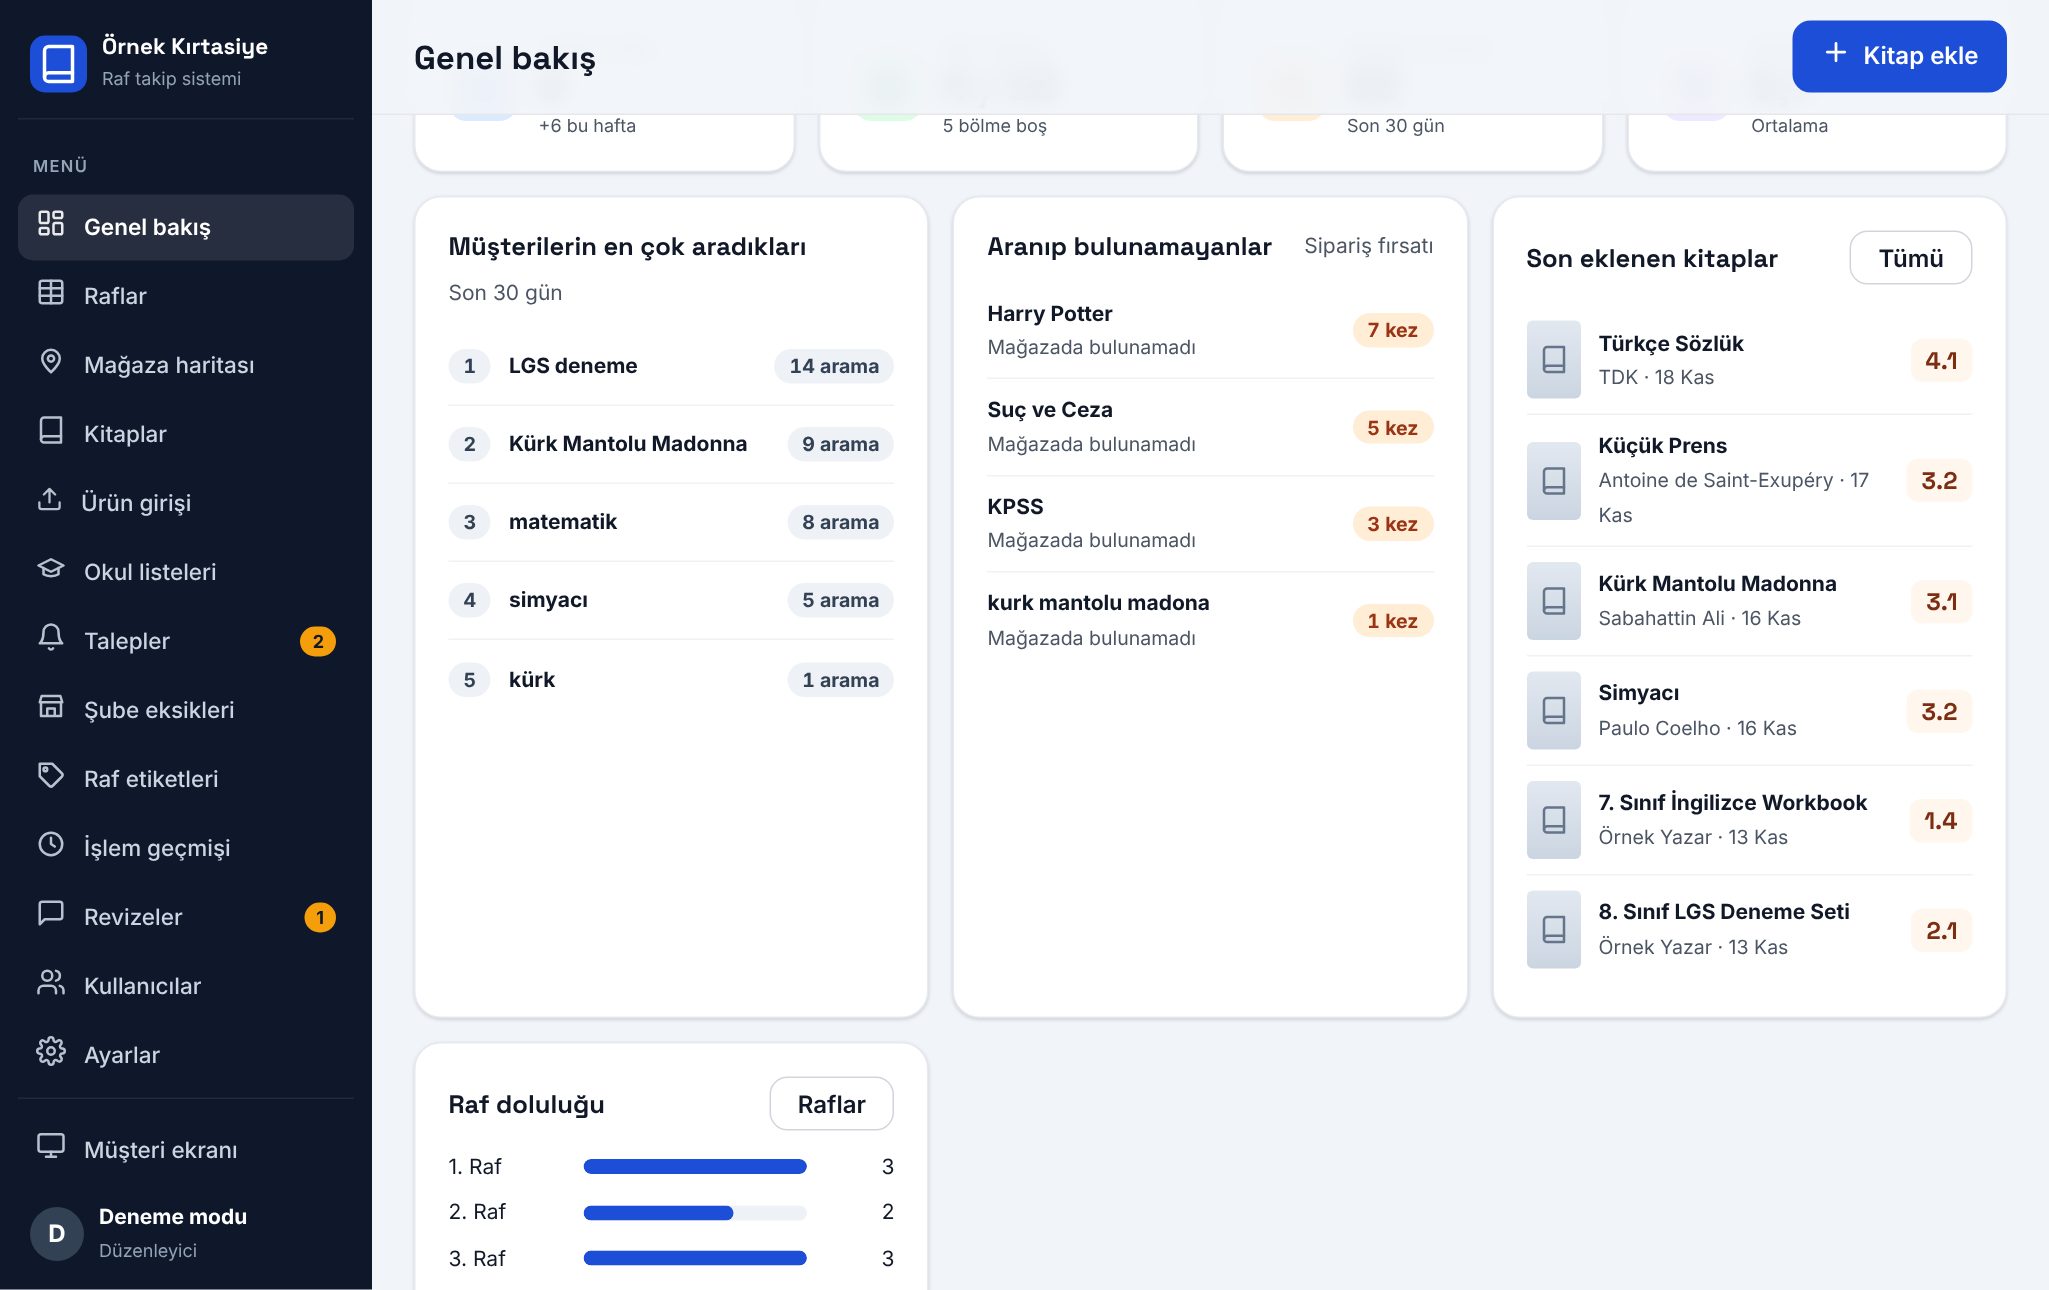 Örnek Kırtasiye
Raf takip sistemi
MENÜ
Genel bakış
Raflar
Mağaza haritası
Kitaplar
Ürün girişi
Okul listeleri
Talepler 2
Şube eksikleri
Raf etiketleri
İşlem geçmişi
Revizeler 1
Kullanıcılar
Ayarlar
Müşteri ekranı
D
Deneme modu
Düzenleyici
Genel bakış
+ Kitap ekle
+6 bu hafta
5 bölme boş
Son 30 gün
Ortalama
Müşterilerin en çok aradıkları
Son 30 gün
1 LGS deneme 14 arama
2 Kürk Mantolu Madonna 9 arama
3 matematik 8 arama
4 simyacı 5 arama
5 kürk 1 arama
Aranıp bulunamayanlar Sipariş fırsatı
Harry Potter
Mağazada bulunamadı
7 kez
Suç ve Ceza
Mağazada bulunamadı
5 kez
KPSS
Mağazada bulunamadı
3 kez
kurk mantolu madona
Mağazada bulunamadı
1 kez
Son eklenen kitaplar Tümü
Türkçe Sözlük
TDK · 18 Kas
4.1
Küçük Prens
Antoine de Saint-Exupéry · 17
Kas
3.2
Kürk Mantolu Madonna
Sabahattin Ali · 16 Kas
3.1
Simyacı
Paulo Coelho · 16 Kas
3.2
7. Sınıf İngilizce Workbook
Örnek Yazar · 13 Kas
1.4
8. Sınıf LGS Deneme Seti
Örnek Yazar · 13 Kas
2.1
Raf doluluğu Raflar
1. Raf 3
2. Raf 2
3. Raf 3